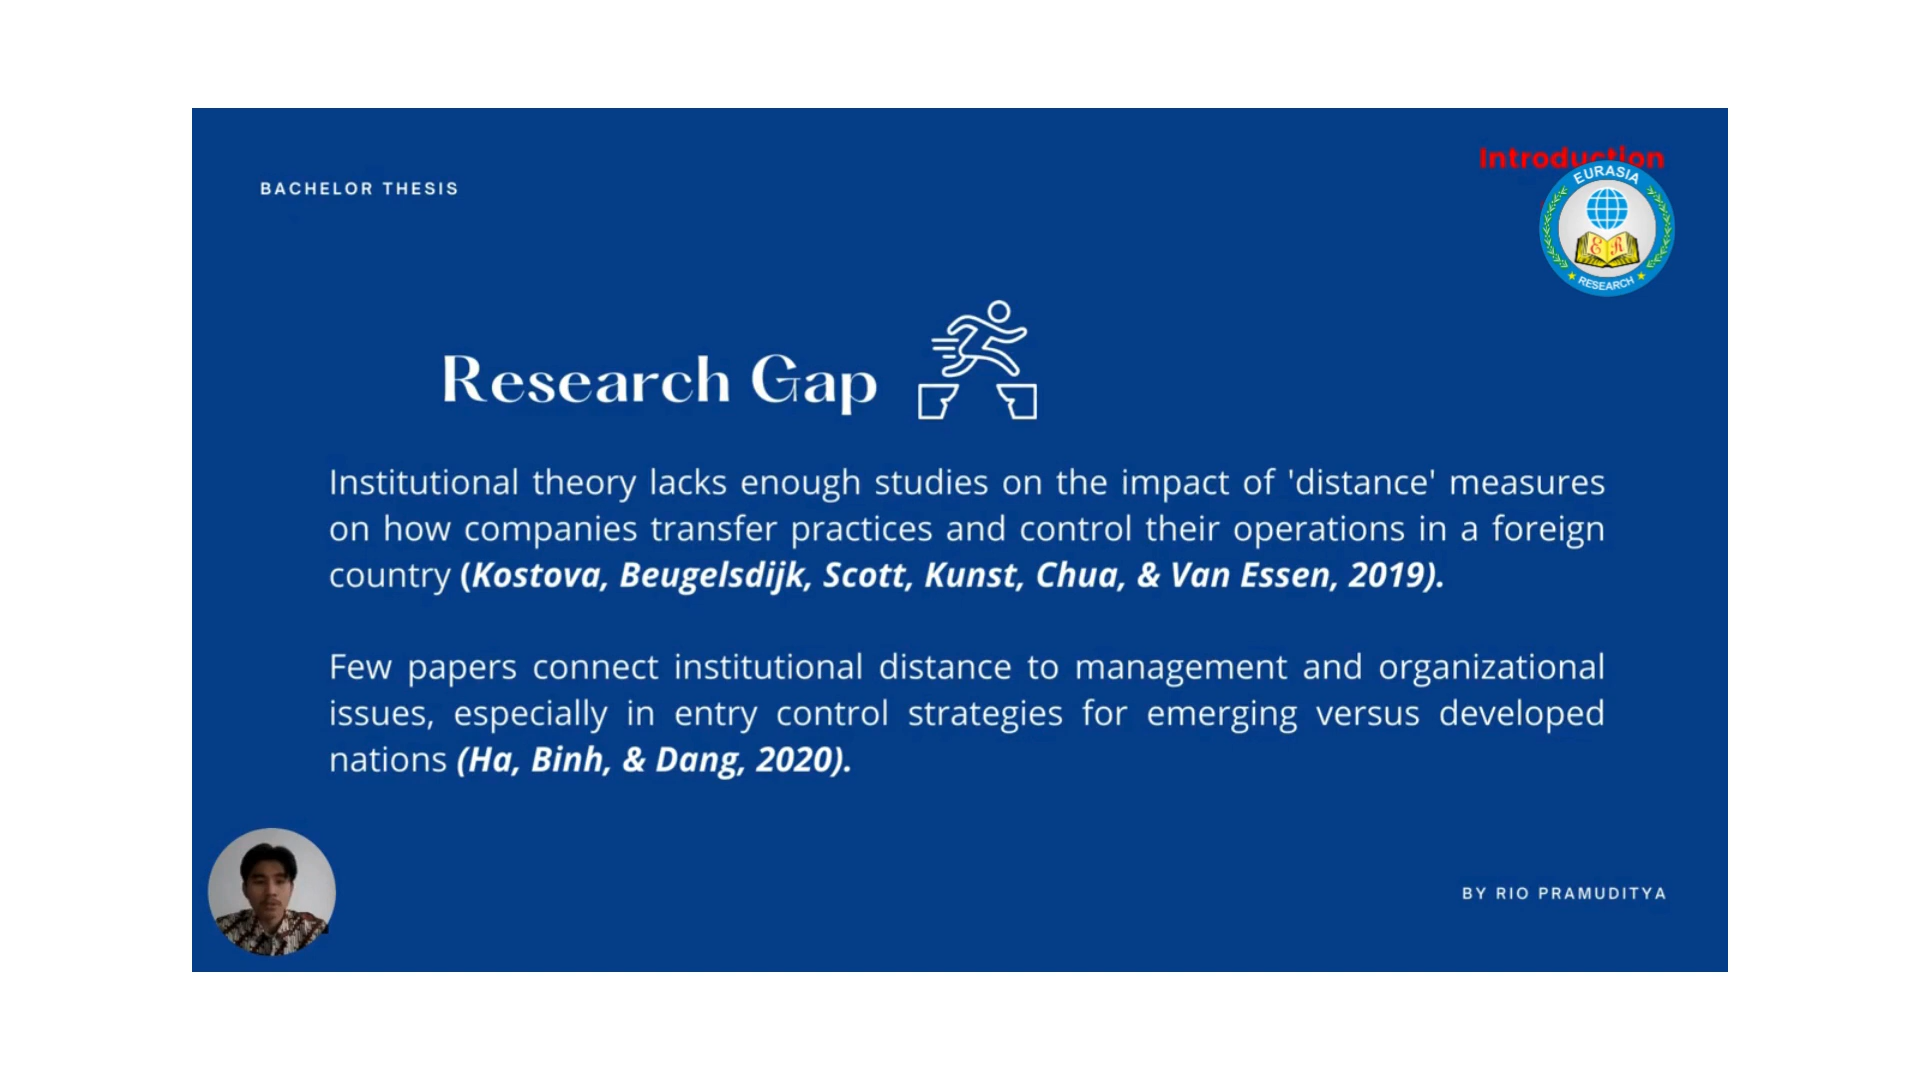 Introduction
BACHELOR THESIS
EURASIA
E R
RESEARCH
Research Gap
Institutional theory lacks enough studies on the impact of 'distance' measures
on how companies transfer practices and control their operations in a foreign
country (Kostova, Beugelsdijk, Scott, Kunst, Chua, & Van Essen, 2019).
Few papers connect institutional distance to management and organizational
issues, especially in entry control strategies for emerging versus developed
nations (Ha, Binh, & Dang, 2020).
BY RIO PRAMUDITYA